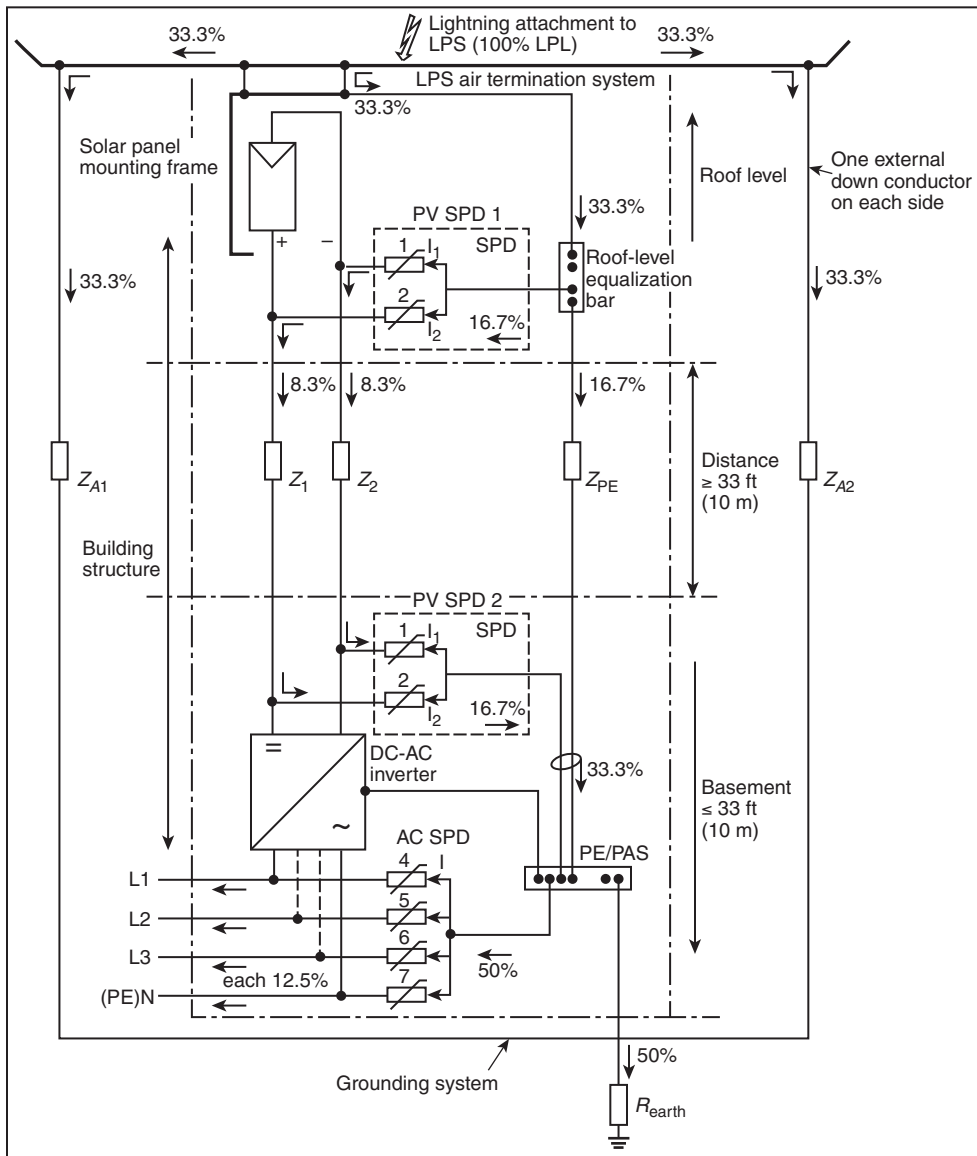 Lightning attachment to
LPS (100% LPL)
33.3%
33.3%
LPS air termination system
33.3%
Solar panel
mounting frame
Roof level
One external
down conductor
on each side
33.3%
PV SPD 1
SPD
+
–
1
I1
Roof-level
equalization
bar
2
I2
16.7%
33.3%
33.3%
8.3%
8.3%
16.7%
ZA1
Z1
Z2
ZPE
Distance
≥ 33 ft
(10 m)
ZA2
Building
structure
PV SPD 2
SPD
1
I1
2
I2
16.7%
=
~
DC-AC
inverter
33.3%
Basement
≤ 33 ft
(10 m)
AC SPD
PE/PAS
I
L1
4
L2
5
L3
6
each 12.5%
50%
(PE)N
7
Grounding system
50%
Rearth